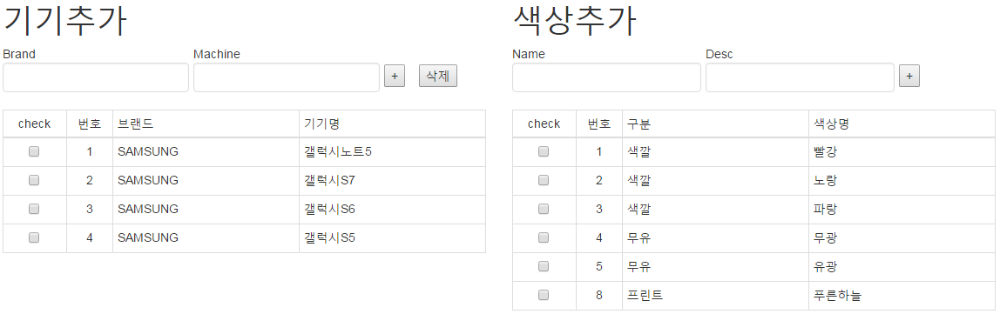 기기추가
Brand Machine
+ 삭제
check 번호 브랜드 기기명
1 SAMSUNG 갤럭시노트5
2 SAMSUNG 갤럭시S7
3 SAMSUNG 갤럭시S6
4 SAMSUNG 갤럭시S5
색상추가
Name Desc
+
check 번호 구분 색상명
1 색깔 빨강
2 색깔 노랑
3 색깔 파랑
4 무유 무광
5 무유 유광
8 프린트 푸른하늘